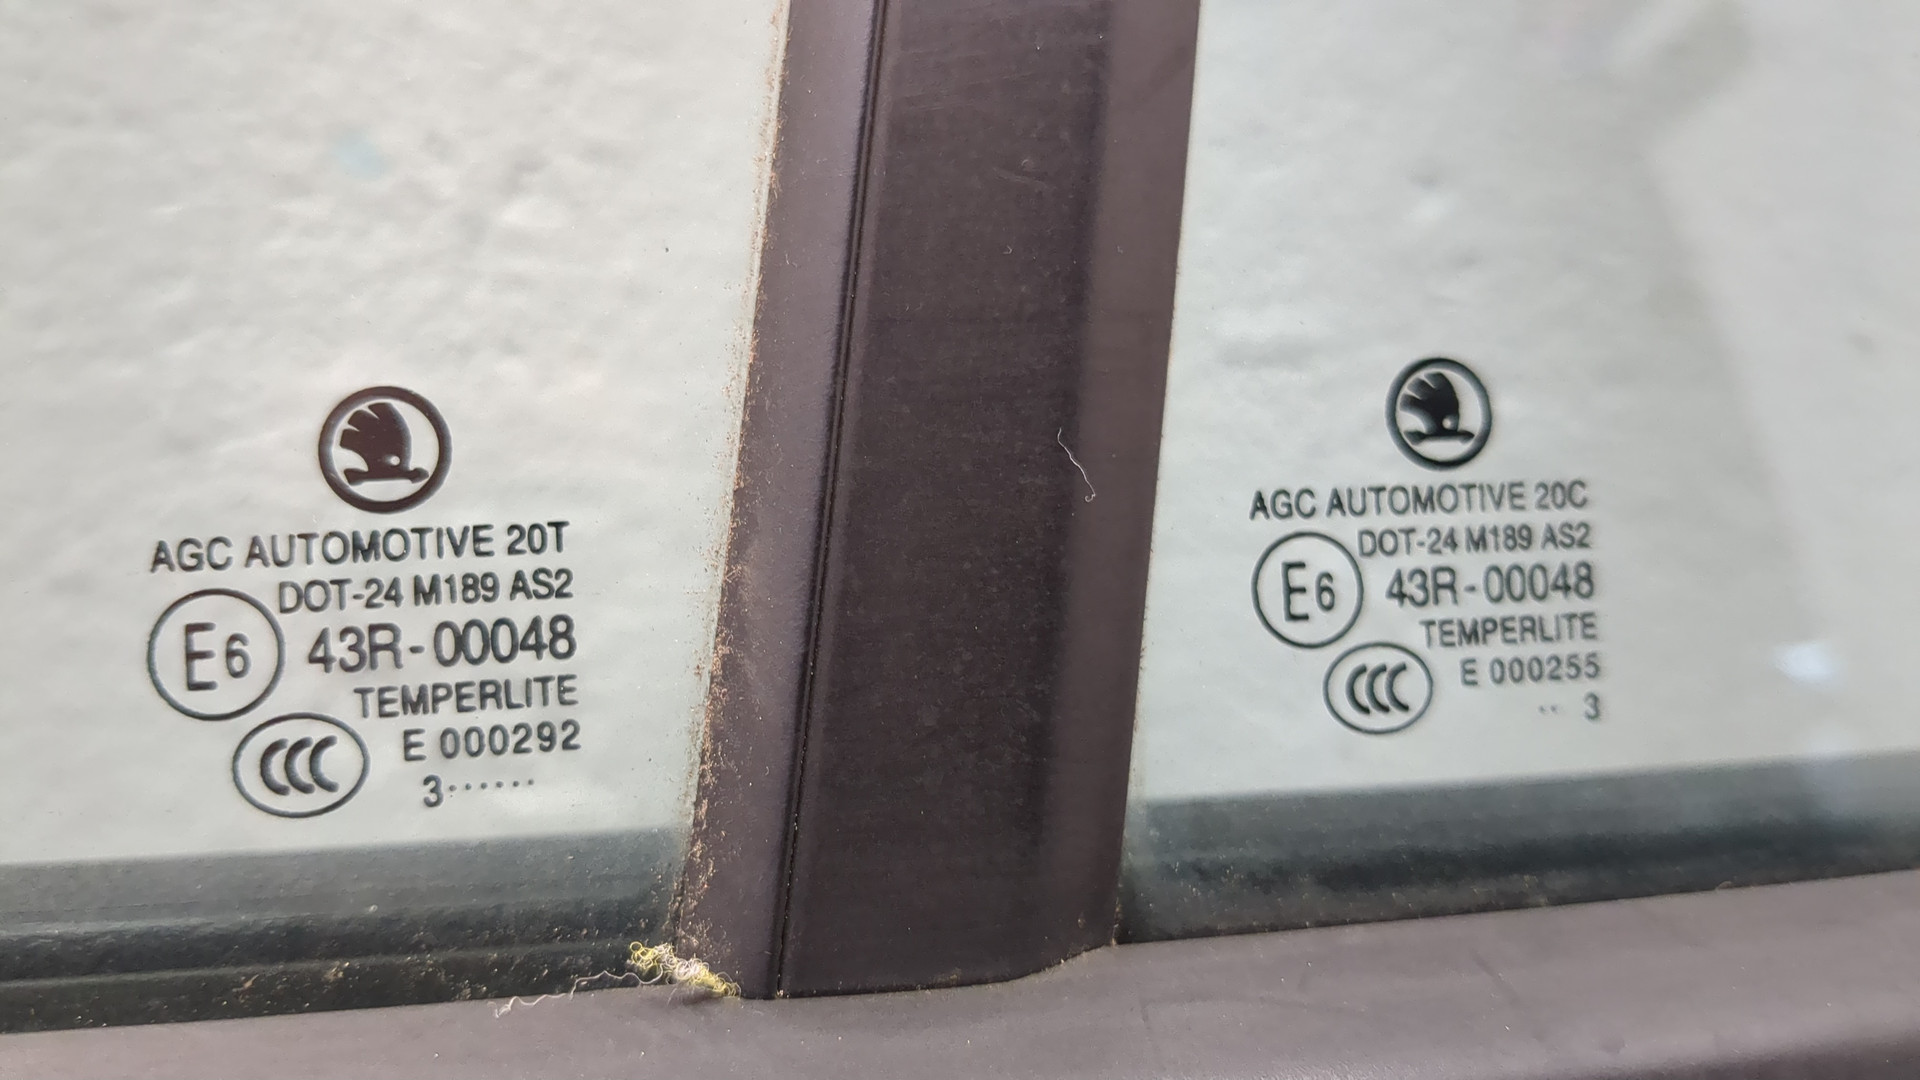 AGC AUTOMOTIVE 20T
DOT-24 M189 AS2
E6 43R-00048
TEMPERLITE
CCC E 000292
3······
AGC AUTOMOTIVE 20C
DOT-24 M189 AS2
E6 43R-00048
TEMPERLITE
CCC E 000255
·· 3